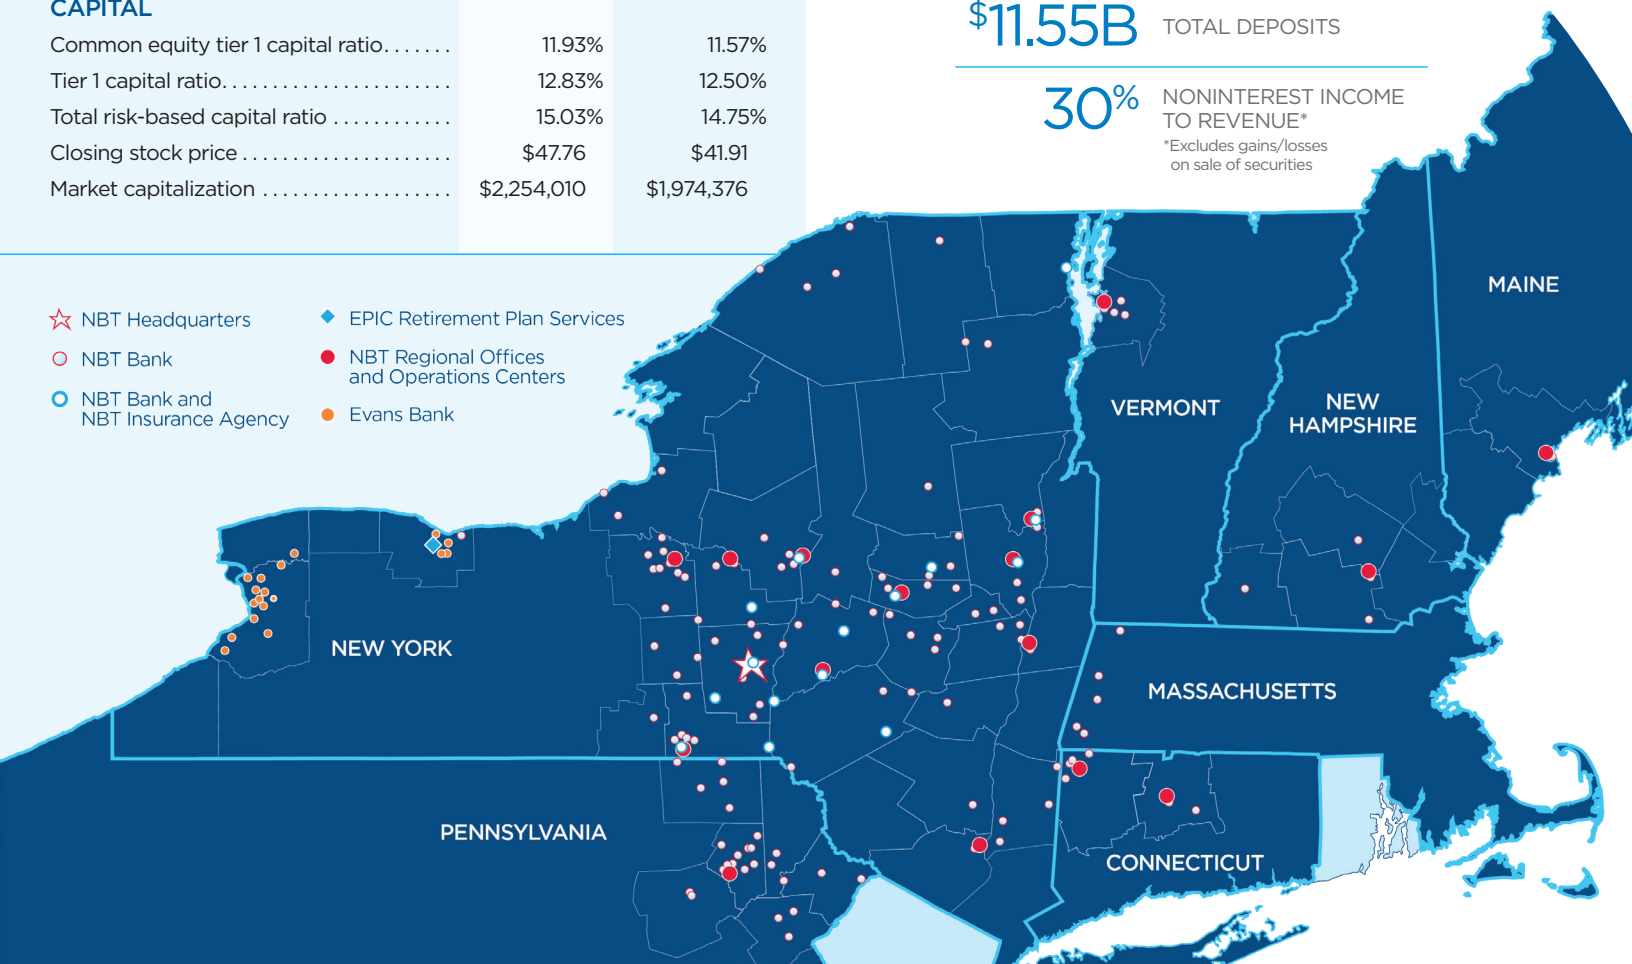 CAPITAL
Common equity tier 1 capital ratio....... 11.93% 11.57%
Tier 1 capital ratio...................... 12.83% 12.50%
Total risk-based capital ratio ............ 15.03% 14.75%
Closing stock price ..................... $47.76 $41.91
Market capitalization ................... $2,254,010 $1,974,376
$11.55B TOTAL DEPOSITS
30% NONINTEREST INCOME
TO REVENUE*
*Excludes gains/losses
on sale of securities
NBT Headquarters
NBT Bank
NBT Bank and
NBT Insurance Agency
EPIC Retirement Plan Services
NBT Regional Offices
and Operations Centers
Evans Bank
MAINE
VERMONT
NEW
HAMPSHIRE
NEW YORK
MASSACHUSETTS
PENNSYLVANIA
CONNECTICUT